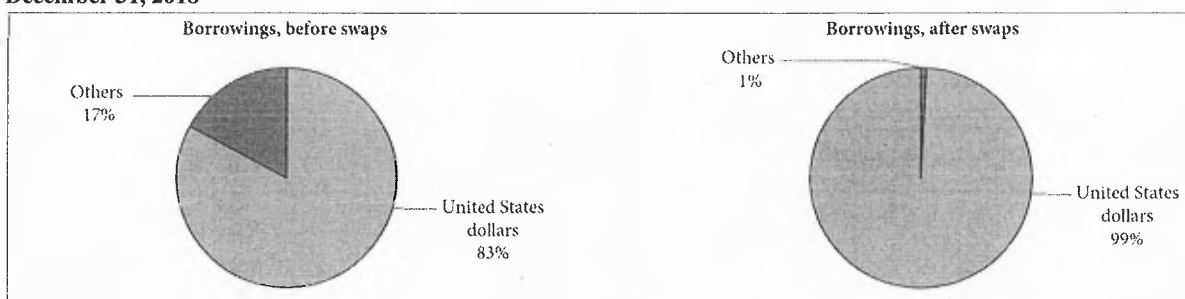 Borrowings, before swaps
Others
17%
United States
dollars
83%
Borrowings, after swaps
Others
1%
United States
dollars
99%